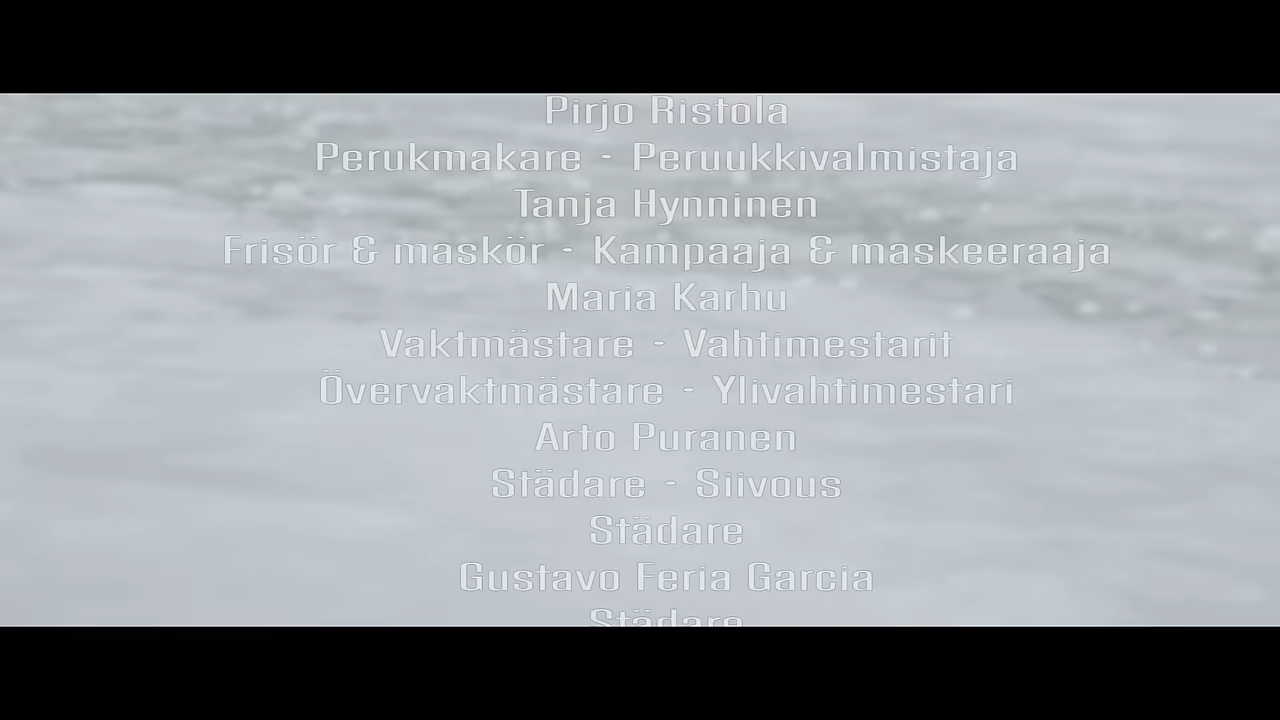 Pirjo Ristola
Perukmakare - Peruukkivalmistaja
Tanja Hynninen
Frisör & maskör - Kampaaja & maskeeraaja
Maria Karhu
Vaktmästare - Vahtimestarit
Övervaktmästare - Ylivahtimestari
Arto Puranen
Städare - Siivous
Städare
Gustavo Feria Garcia
Städare